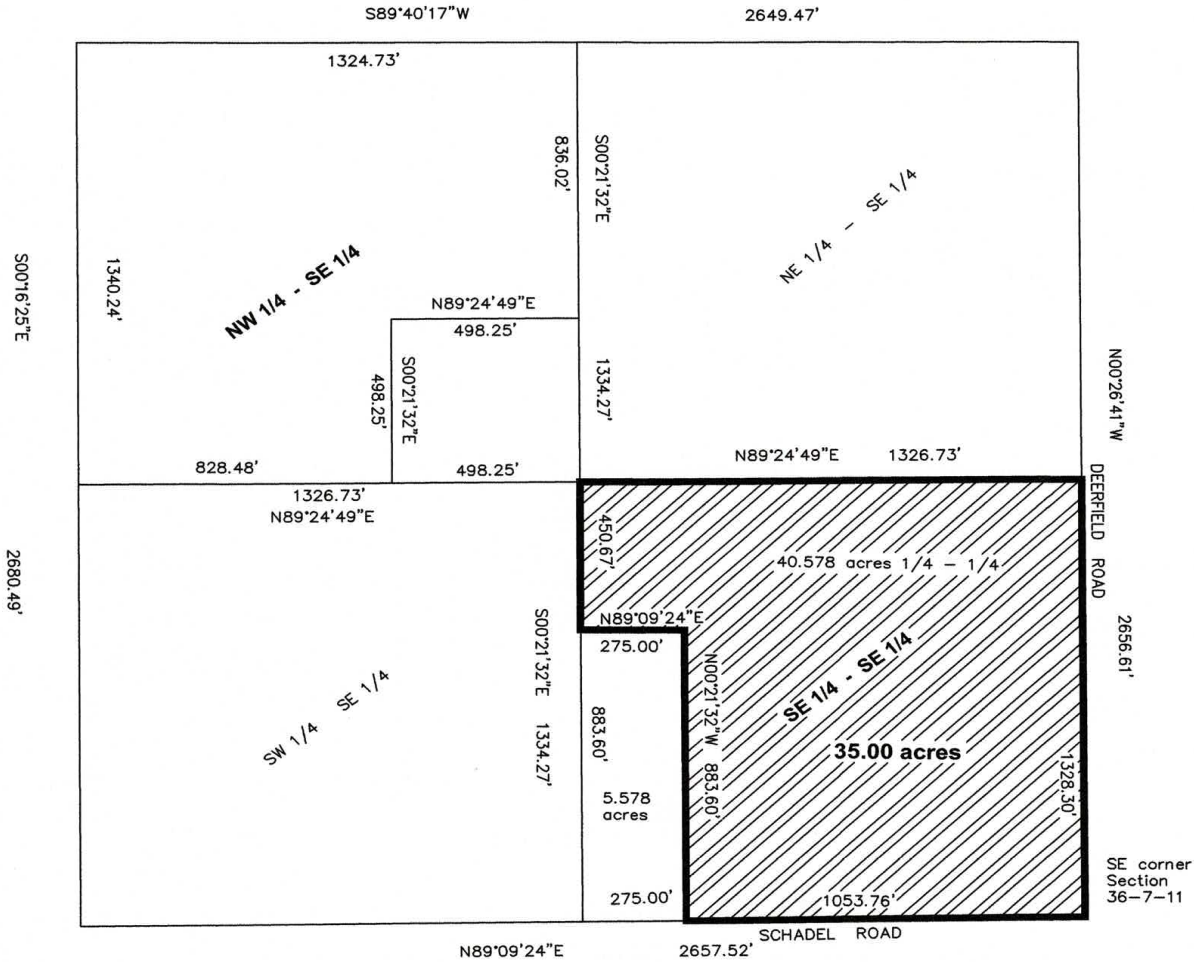 S89°40'17"W
2649.47'
1324.73'
836.02'
S00°21'32"E
NE 1/4 - SE 1/4
S00°16'25"E
1340.24'
NW 1/4 - SE 1/4
N89°24'49"E
498.25'
S00°21'32"E
498.25'
1334.27'
N00°26'41"W
828.48'
498.25'
N89°24'49"E 1326.73'
1326.73'
N89°24'49"E
DEERFIELD ROAD
450.67'
40.578 acres 1/4 - 1/4
2680.49'
N89°09'24"E
275.00'
S00°21'32"E 1334.27'
2656.61'
SW 1/4 SE 1/4
N00°21'32"W 883.60'
SE 1/4 - SE 1/4
883.60'
35.00 acres
1328.30'
5.578
acres
275.00'
1053.76'
SE corner
Section
36-7-11
SCHADEL ROAD
N89°09'24"E
2657.52'